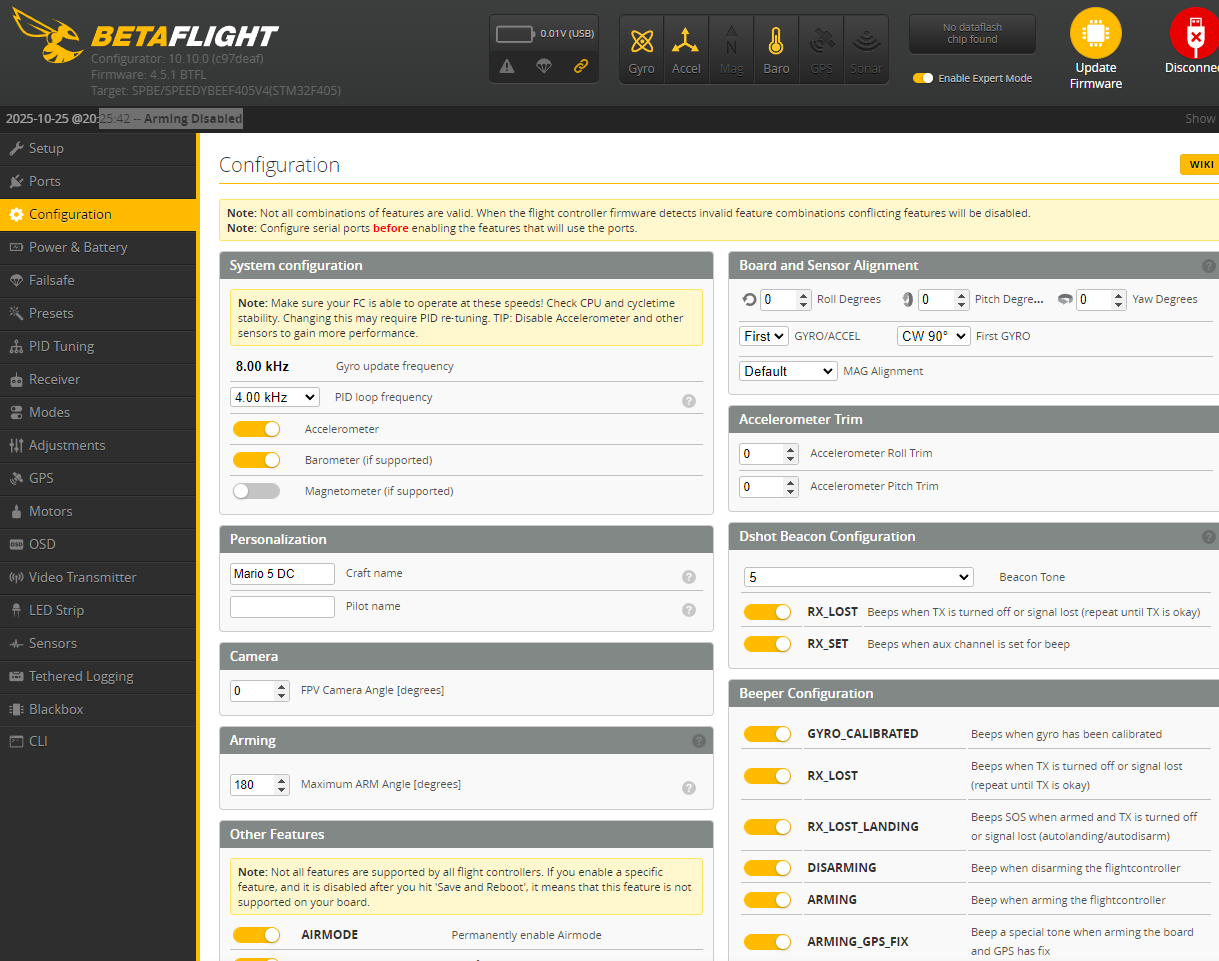 BETAFLIGHT
Configurator: 10.10.0 (c97deaf)
Firmware: 4.5.1 BTFL
Target: SPBE/SPEEDYBEEF405V4(STM32F405)
0.01V (USB)
Gyro
Accel
N
Mag
Baro
GPS
Sonar
No dataflash
chip found
Enable Expert Mode
Update
Firmware
Disconne
2025-10-25 @20:25:42 -- Arming Disabled
Show
Setup
Ports
Configuration
Power & Battery
Failsafe
Presets
PID Tuning
Receiver
Modes
Adjustments
GPS
Motors
OSD
OSD
Video Transmitter
LED Strip
Sensors
Tethered Logging
Blackbox
CLI
Configuration
WIKI
Note: Not all combinations of features are valid. When the flight controller firmware detects invalid feature combinations conflicting features will be disabled.
Note: Configure serial ports before enabling the features that will use the ports.
System configuration
Note: Make sure your FC is able to operate at these speeds! Check CPU and cycletime
stability. Changing this may require PID re-tuning. TIP: Disable Accelerometer and other
sensors to gain more performance.
8.00 kHz Gyro update frequency
4.00 kHz PID loop frequency ?
Accelerometer
Barometer (if supported)
Magnetometer (if supported)
Personalization
Mario 5 DC Craft name ?
Pilot name ?
Camera
0 FPV Camera Angle [degrees]
Arming ?
180 Maximum ARM Angle [degrees] ?
Other Features
Note: Not all features are supported by all flight controllers. If you enable a specific
feature, and it is disabled after you hit 'Save and Reboot', it means that this feature is not
supported on your board.
AIRMODE Permanently enable Airmode
Board and Sensor Alignment ?
0 Roll Degrees 0 Pitch Degre... 0 Yaw Degrees
First GYRO/ACCEL CW 90° First GYRO
Default MAG Alignment
Accelerometer Trim
0 Accelerometer Roll Trim
0 Accelerometer Pitch Trim
Dshot Beacon Configuration ?
5 Beacon Tone
RX_LOST Beeps when TX is turned off or signal lost (repeat until TX is okay)
RX_SET Beeps when aux channel is set for beep
Beeper Configuration
GYRO_CALIBRATED Beeps when gyro has been calibrated
RX_LOST Beeps when TX is turned off or signal lost
(repeat until TX is okay)
RX_LOST_LANDING Beeps SOS when armed and TX is turned off
or signal lost (autolanding/autodisarm)
DISARMING Beep when disarming the flightcontroller
ARMING Beep when arming the flightcontroller
ARMING_GPS_FIX Beep a special tone when arming the board
and GPS has fix